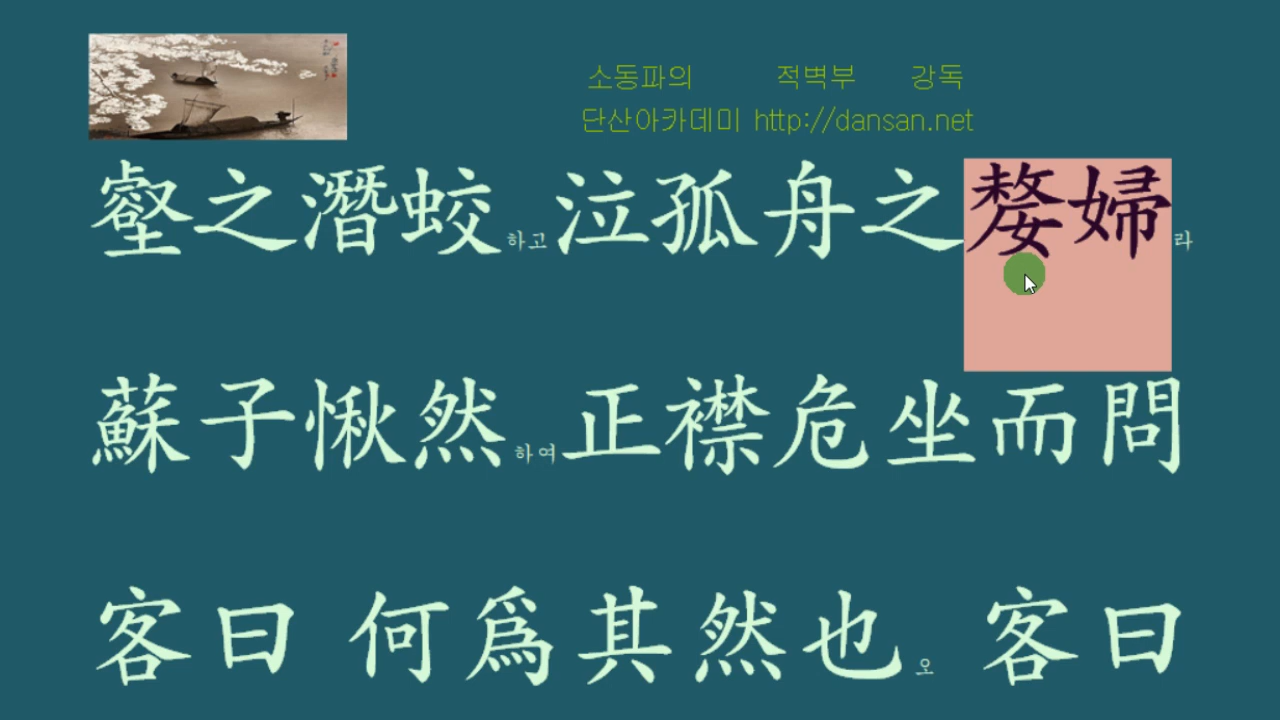 소동파의 적벽부 강독
단산아카데미 http://dansan.net
壑之潛蛟하고泣孤舟之嫠婦라
蘇子愀然하여正襟危坐而問
客曰 何爲其然也오 客曰